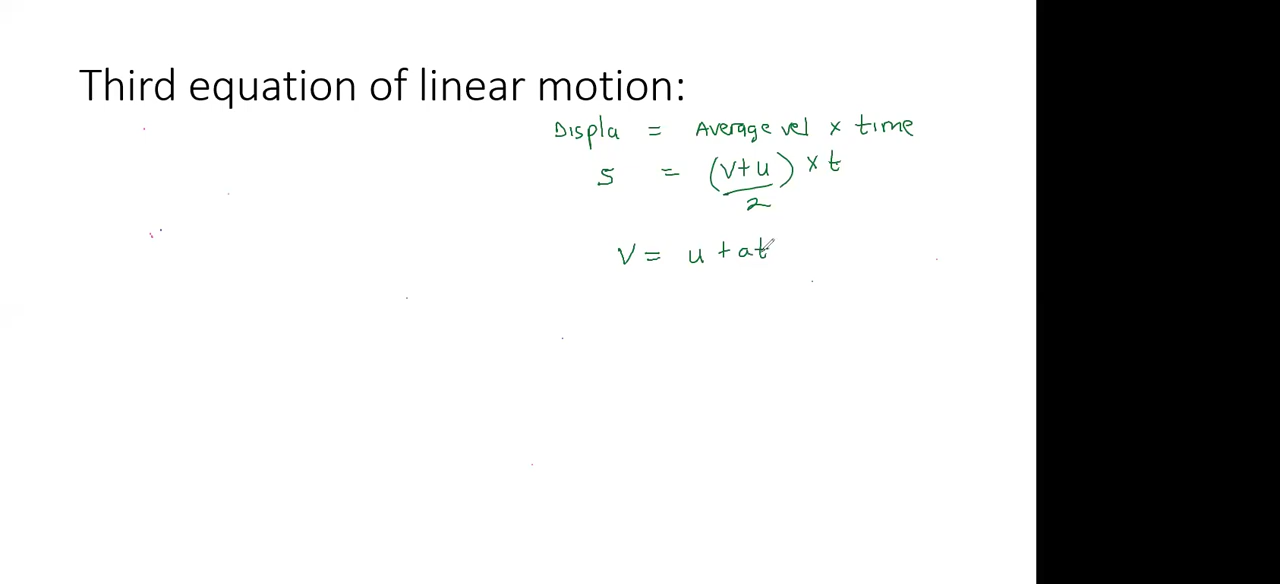 Third equation of linear motion:
Displa = Average vel x time
s = (v+u)/2 x t
v = u + at